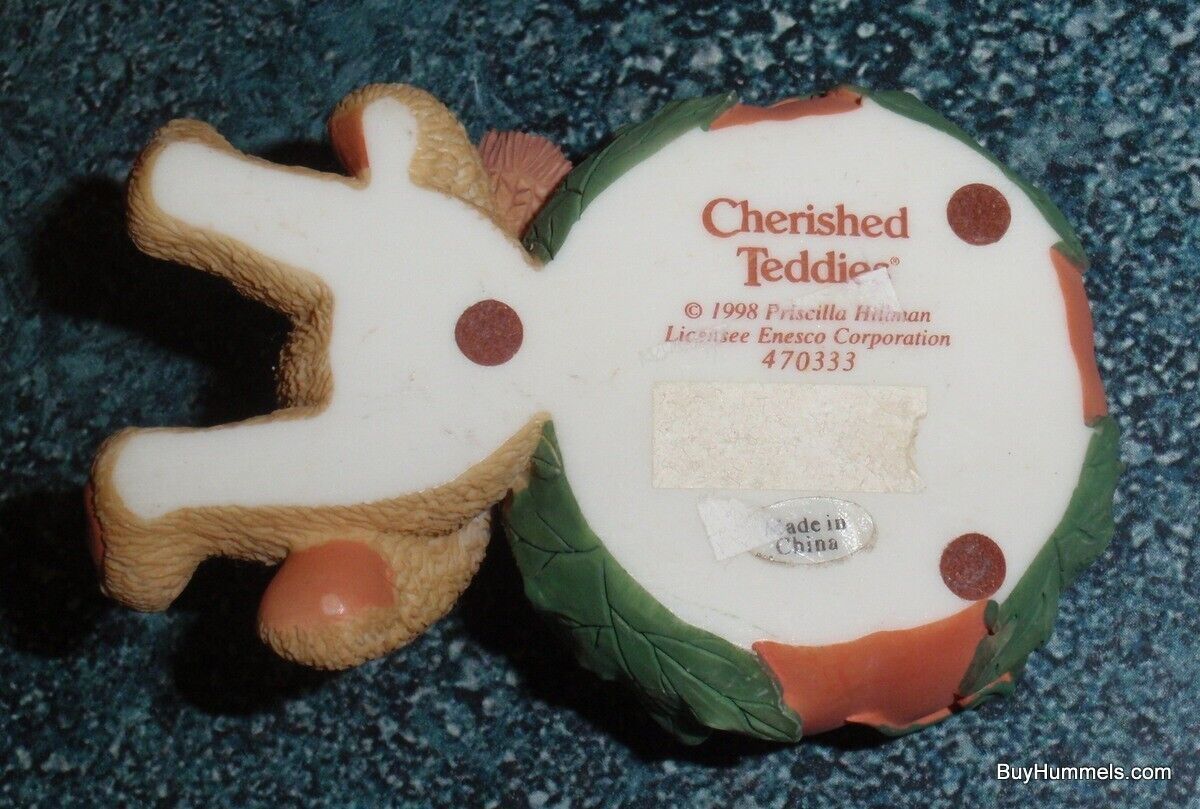 Cherished
Teddies®
© 1998 Priscilla Hillman
Licensee Enesco Corporation
470333
Made in
China
BuyHummels.com